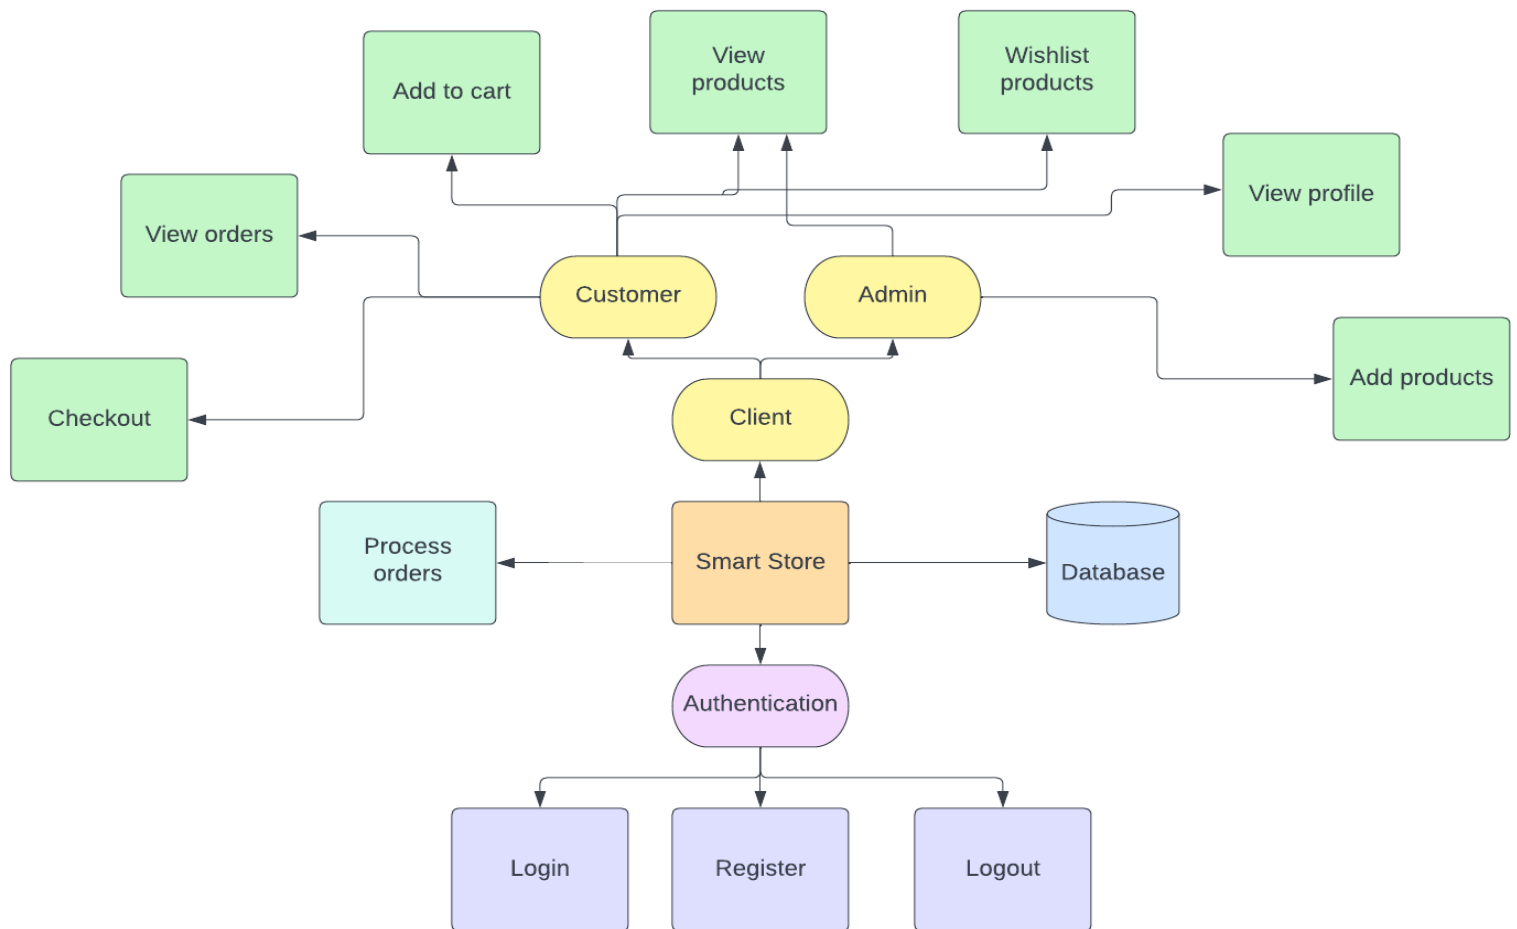 View
products
Wishlist
products
Add to cart
View profile
View orders
Customer
Admin
Add products
Checkout
Client
Process
orders
Smart Store
Database
Authentication
Login
Register
Logout